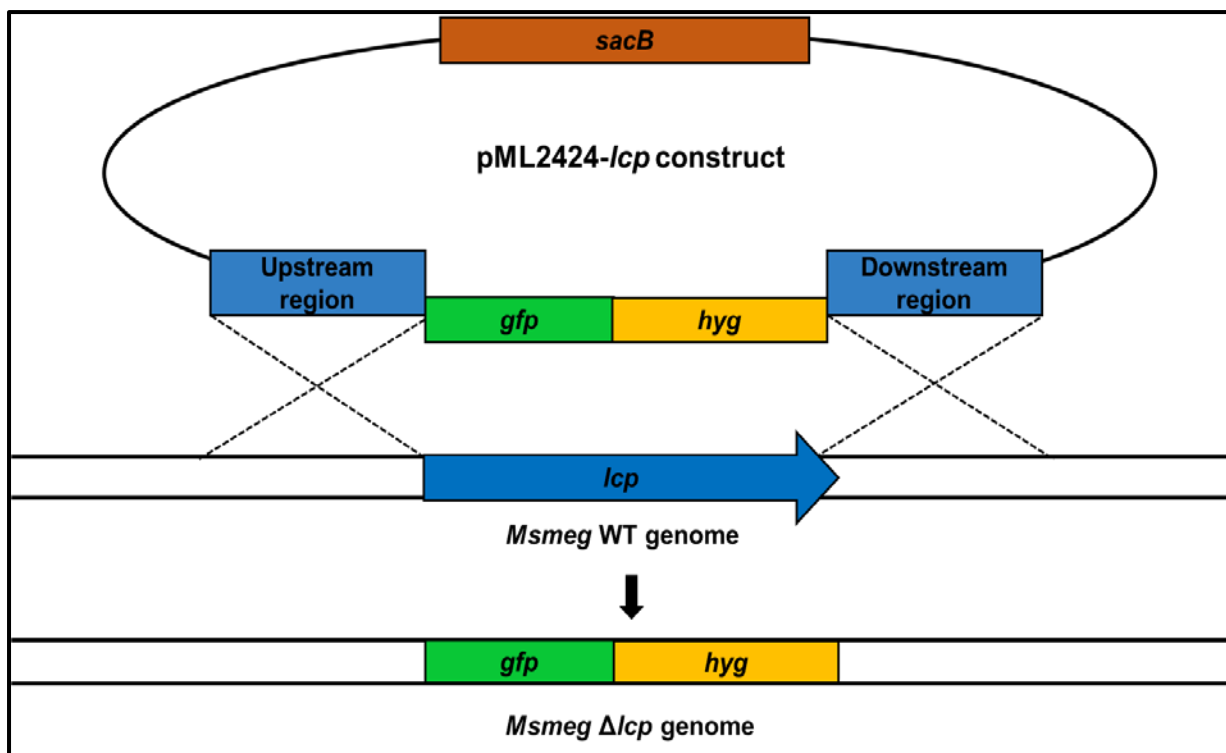 sacB
pML2424-lcp construct
Upstream
region
Downstream
region
gfp
hyg
lcp
Msmeg WT genome
gfp
hyg
Msmeg Δlcp genome